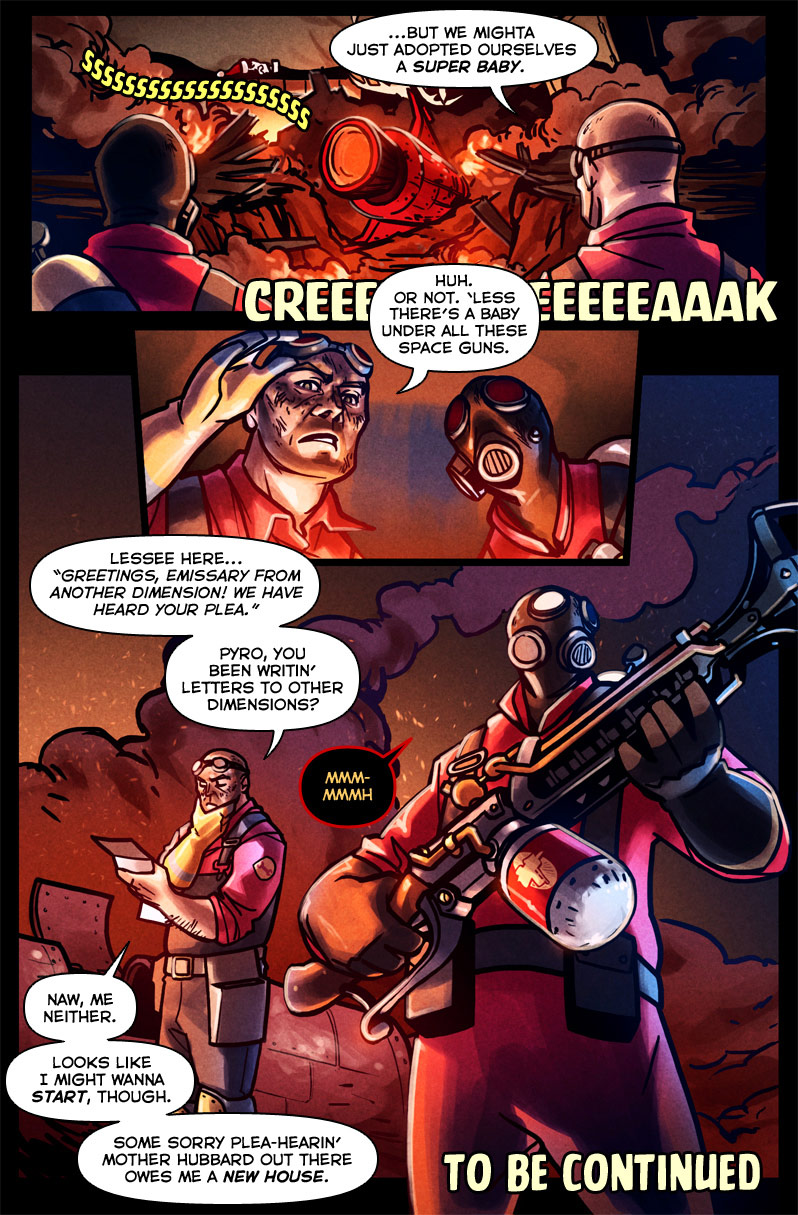 ...BUT WE MIGHTA
JUST ADOPTED OURSELVES
A SUPER BABY.
SSSSSSSSSSSSSSSSSSSS
HUH.
OR NOT. 'LESS
THERE'S A BABY
UNDER ALL THESE
SPACE GUNS.
CREEE EEEEEEAAAK
LESSEE HERE...
"GREETINGS, EMISSARY FROM
ANOTHER DIMENSION! WE HAVE
HEARD YOUR PLEA."
PYRO, YOU
BEEN WRITIN'
LETTERS TO OTHER
DIMENSIONS?
MMM-
MMMH
NAW, ME
NEITHER.
LOOKS LIKE
I MIGHT WANNA
START, THOUGH.
SOME SORRY PLEA-HEARIN'
MOTHER HUBBARD OUT THERE
OWES ME A NEW HOUSE.
TO BE CONTINUED